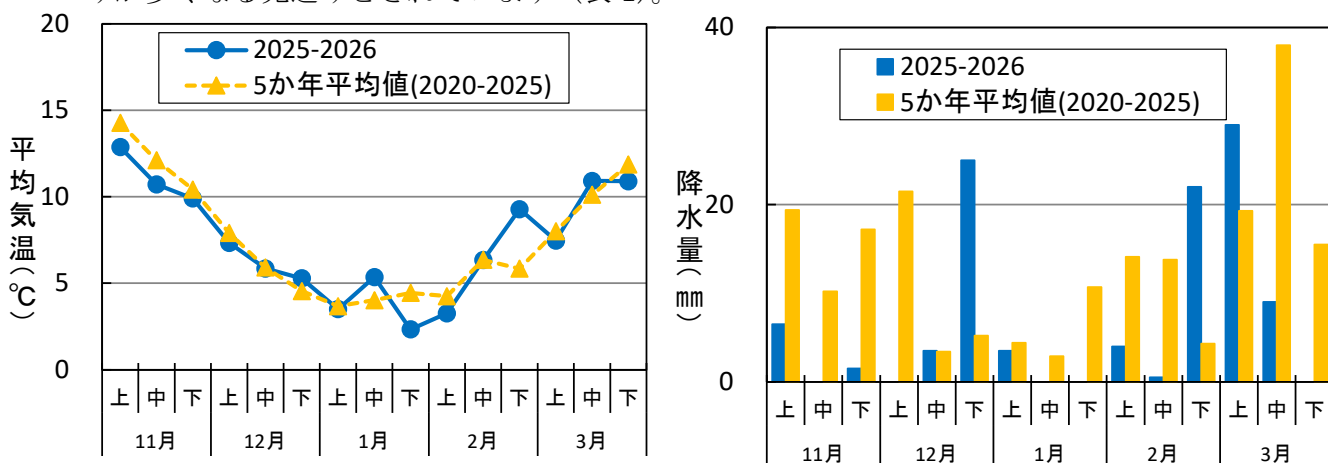 りが多くなる見通しとされています（表 2）。
20
15
10
5
0
平均気温(℃)
2025-2026
5か年平均値(2020-2025)
上 中 下 上 中 下 上 中 下 上 中 下 上 中 下
11月 12月 1月 2月 3月
40
20
0
降水量(㎜)
2025-2026
5か年平均値(2020-2025)
上 中 下 上 中 下 上 中 下 上 中 下 上 中 下
11月 12月 1月 2月 3月